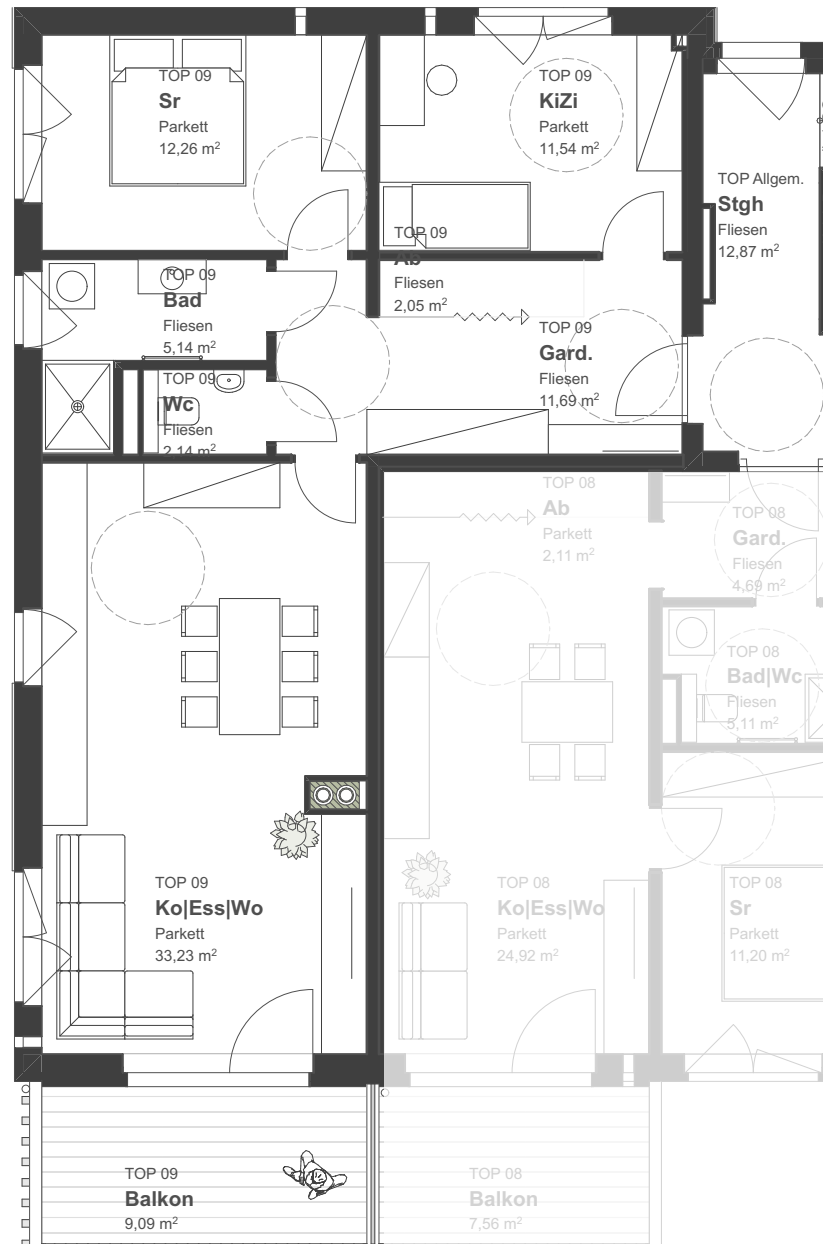 TOP 09
Sr
Parkett
12,26 m²
TOP 09
KiZi
Parkett
11,54 m²
TOP Allgem.
Stgh
Fliesen
12,87 m²
TOP 09
Ab
Fliesen
2,05 m²
TOP 09
Bad
Fliesen
5,14 m²
TOP 09
Gard.
Fliesen
11,69 m²
TOP 09
Wc
Fliesen
2,14 m²
TOP 08
Ab
Parkett
2,11 m²
TOP 08
Gard.
Fliesen
4,69 m²
TOP 08
Bad|Wc
Fliesen
5,11 m²
TOP 09
Ko|Ess|Wo
Parkett
33,23 m²
TOP 08
Ko|Ess|Wo
Parkett
24,92 m²
TOP 08
Sr
Parkett
11,20 m²
TOP 09
Balkon
9,09 m²
TOP 08
Balkon
7,56 m²